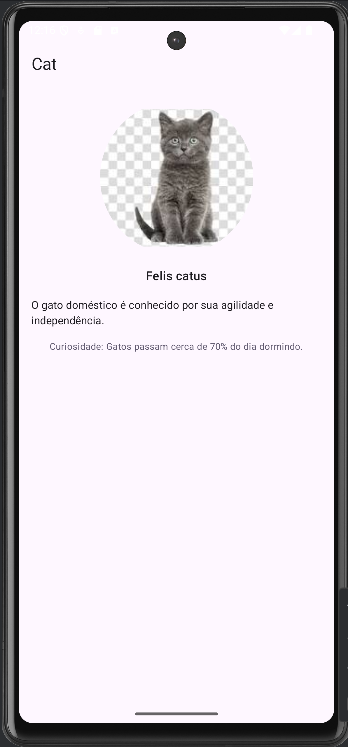 Cat
Felis catus
O gato doméstico é conhecido por sua agilidade e
independência.
Curiosidade: Gatos passam cerca de 70% do dia dormindo.